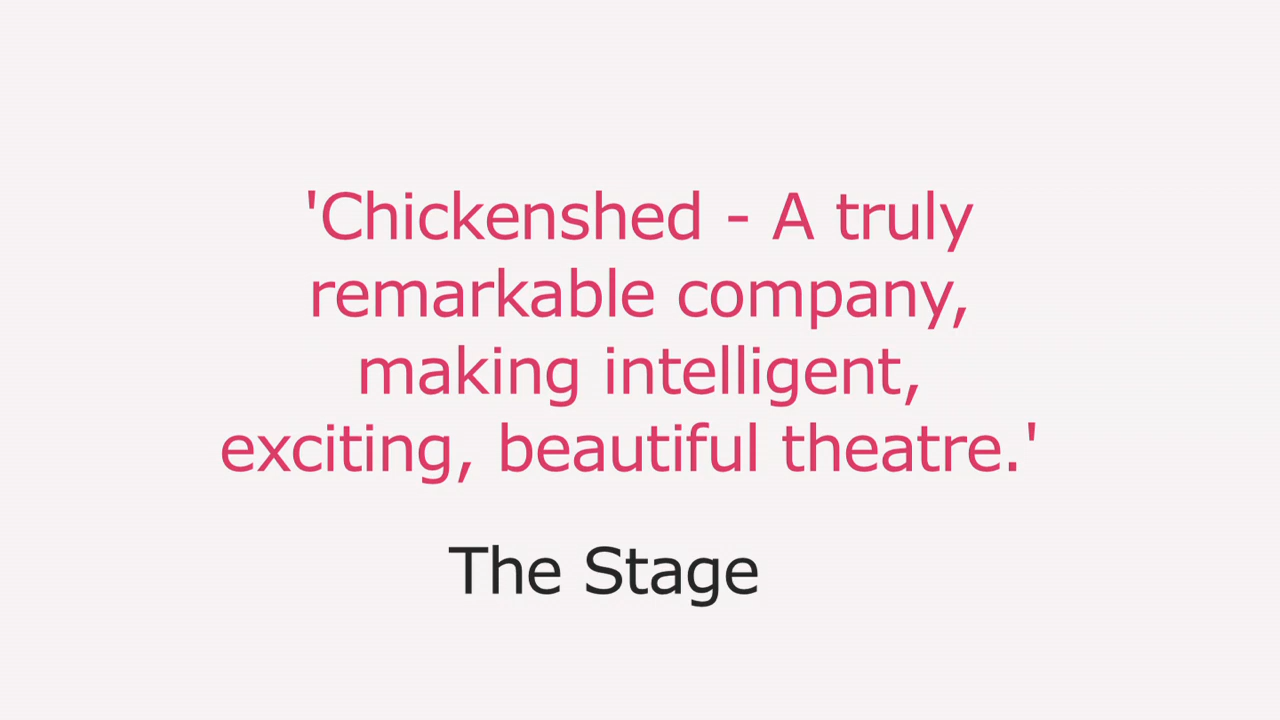 'Chickenshed - A truly
remarkable company,
making intelligent,
exciting, beautiful theatre.'
The Stage